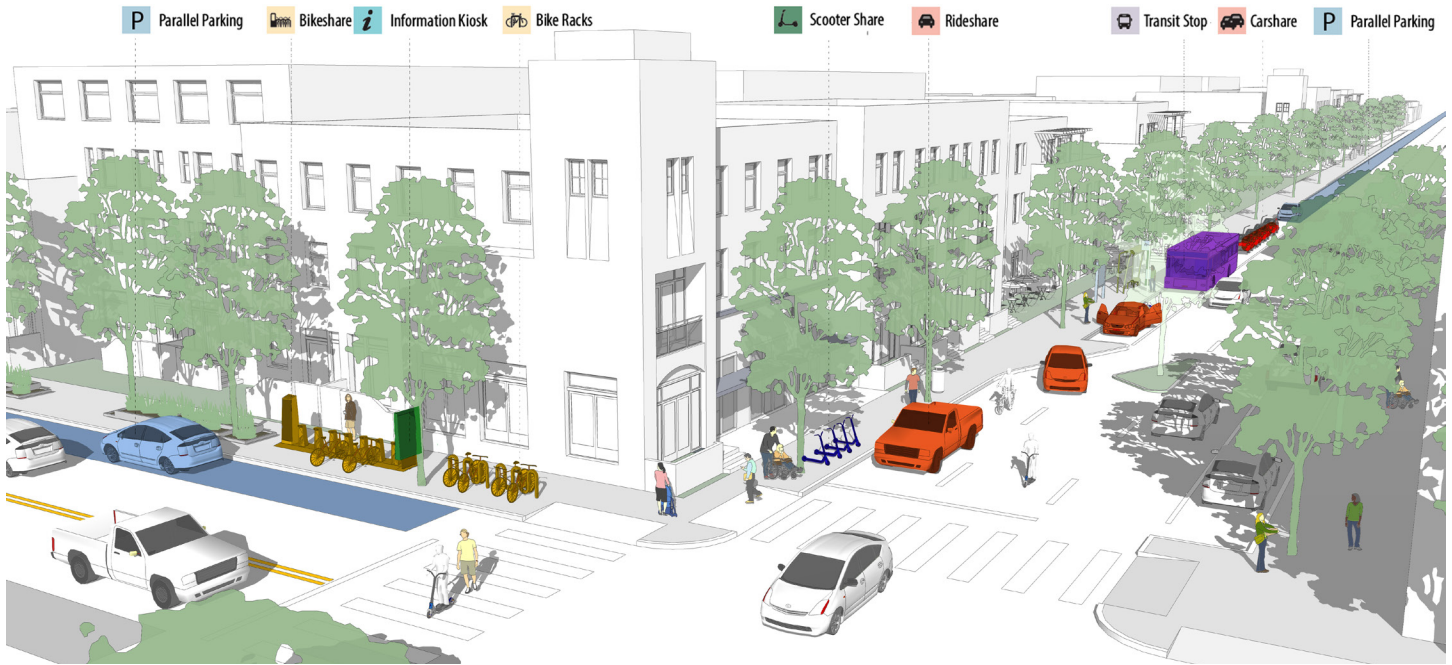 P Parallel Parking
Bikeshare
i Information Kiosk
Bike Racks
Scooter Share
Rideshare
Transit Stop
Carshare
P Parallel Parking